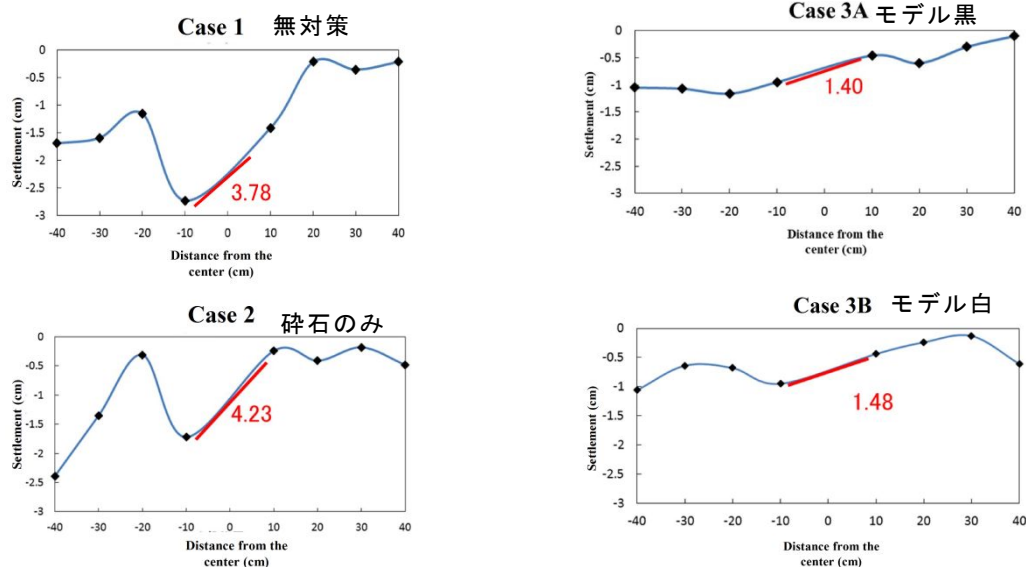 Case 1 無対策
Settlement (cm)
0
-0.5
-1
-1.5
-2
-2.5
-3
3.78
-40 -30 -20 -10 0 10 20 30 40
Distance from the
center (cm)
Case 3A モデル黒
Settlement (cm)
0
-0.5
-1
-1.5
-2
-2.5
-3
1.40
-40 -30 -20 -10 0 10 20 30 40
Distance from the
center (cm)
Case 2 砕石のみ
Settlement (cm)
0
-0.5
-1
-1.5
-2
-2.5
-3
4.23
-40 -30 -20 -10 0 10 20 30 40
Distance from the
center (cm)
Case 3B モデル白
Settlement (cm)
0
-0.5
-1
-1.5
-2
-2.5
-3
1.48
-40 -30 -20 -10 0 10 20 30 40
Distance from the
center (cm)